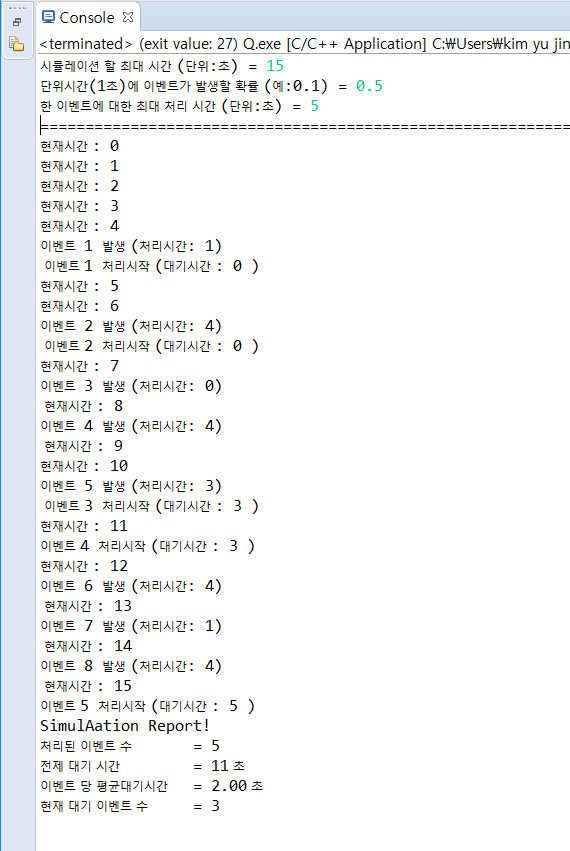 Console
<terminated> (exit value: 27) Q.exe [C/C++ Application] C:￦Users￦kim yu jin
시뮬레이션 할 최대 시간 (단위:초) = 15
단위시간(1초)에 이벤트가 발생할 확률 (예:0.1) = 0.5
한 이벤트에 대한 최대 처리 시간 (단위:초) = 5
===========================================================
현재시간 : 0
현재시간 : 1
현재시간 : 2
현재시간 : 3
현재시간 : 4
이벤트 1 발생 (처리시간: 1)
이벤트1 처리시작 (대기시간 : 0 )
현재시간 : 5
현재시간 : 6
이벤트 2 발생 (처리시간: 4)
이벤트2 처리시작 (대기시간 : 0 )
현재시간 : 7
이벤트 3 발생 (처리시간: 0)
현재시간 : 8
이벤트 4 발생 (처리시간: 4)
현재시간 : 9
현재시간 : 10
이벤트 5 발생 (처리시간: 3)
이벤트3 처리시작 (대기시간 : 3 )
현재시간 : 11
이벤트4 처리시작 (대기시간 : 3 )
현재시간 : 12
이벤트 6 발생 (처리시간: 4)
현재시간 : 13
이벤트 7 발생 (처리시간: 1)
현재시간 : 14
이벤트 8 발생 (처리시간: 4)
현재시간 : 15
이벤트5 처리시작 (대기시간 : 5 )
SimulAation Report!
처리된 이벤트 수 = 5
전제 대기 시간 = 11 초
이벤트 당 평균대기시간 = 2.00 초
현재 대기 이벤트 수 = 3